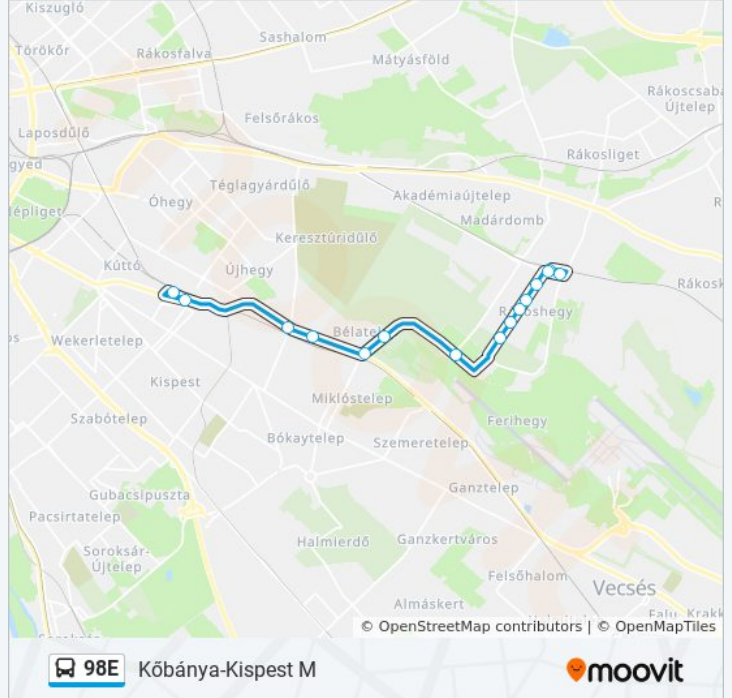 Kiszugló
Sashalom
Törökőr
Rákosfalva
Mátyásföld
Rákoscsaba
Újtelep
Felsőrákos
Laposdűlő
gyed
Rákosliget
Téglagyárdűlő
Akadémiaújtelep
Óhegy
Madárdomb
Keresztúridűlő
Kúttó
Újhegy
Rákosk
Rákoshegy
Wekerletelep
Kispest
Miklóstelep
Szabótelep
Ferihegy
Bókaytelep
Szemeretelep
Gubacsipuszta
Ganztelep
Pacsirtatelep
Halmierdő
Ganzkertváros
Soroksár-
Újtelep
Felsőhalom
Vecsés
Almáskert
© OpenStreetMap contributors | © OpenMapTiles
98E Kőbánya-Kispest M
moovit